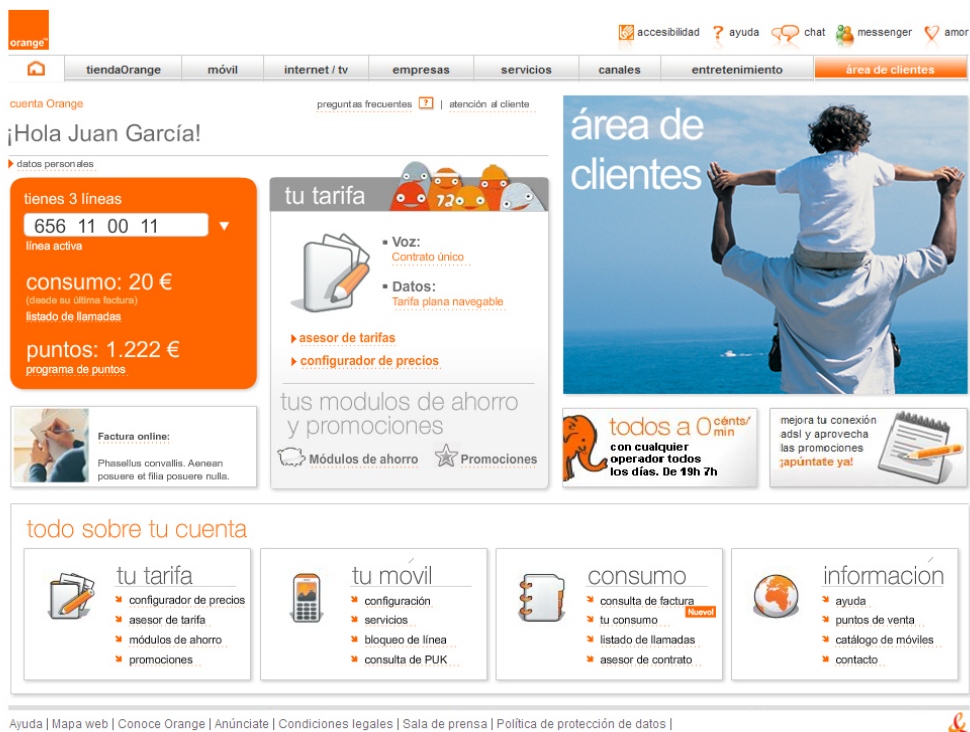 orange™
accesibilidad
ayuda
chat
messenger
amor
tiendaOrange
móvil
internet / tv
empresas
servicios
canales
entretenimiento
área de clientes
cuenta Orange
preguntas frecuentes ? | atención al cliente
¡Hola Juan García!
datos personales
tienes 3 líneas
656 11 00 11
línea activa
consumo: 20 €
(desde su última factura)
listado de llamadas
puntos: 1.222 €
programa de puntos
Factura online:
Phasellus convallis. Aenean
posuere et filia posuere nulla.
tu tarifa
Voz:
Contrato único
Datos:
Tarifa plana navegable
asesor de tarifas
configurador de precios
tus modulos de ahorro
y promociones
Módulos de ahorro
Promociones
área de
clientes
todos a 0 cénts/
min
con cualquier
operador todos
los días. De 19h 7h
mejora tu conexión
adsl y aprovecha
las promociones
¡apúntate ya!
todo sobre tu cuenta
tu tarifa
configurador de precios
asesor de tarifa
módulos de ahorro
promociones
tu móvil
configuración
servicios
bloqueo de línea
consulta de PUK
consumo
consulta de factura
Nuevo!
tu consumo
listado de llamadas
asesor de contrato
información
ayuda
puntos de venta
catálogo de móviles
contacto
Ayuda | Mapa web | Conoce Orange | Anúnciate | Condiciones legales | Sala de prensa | Política de protección de datos |